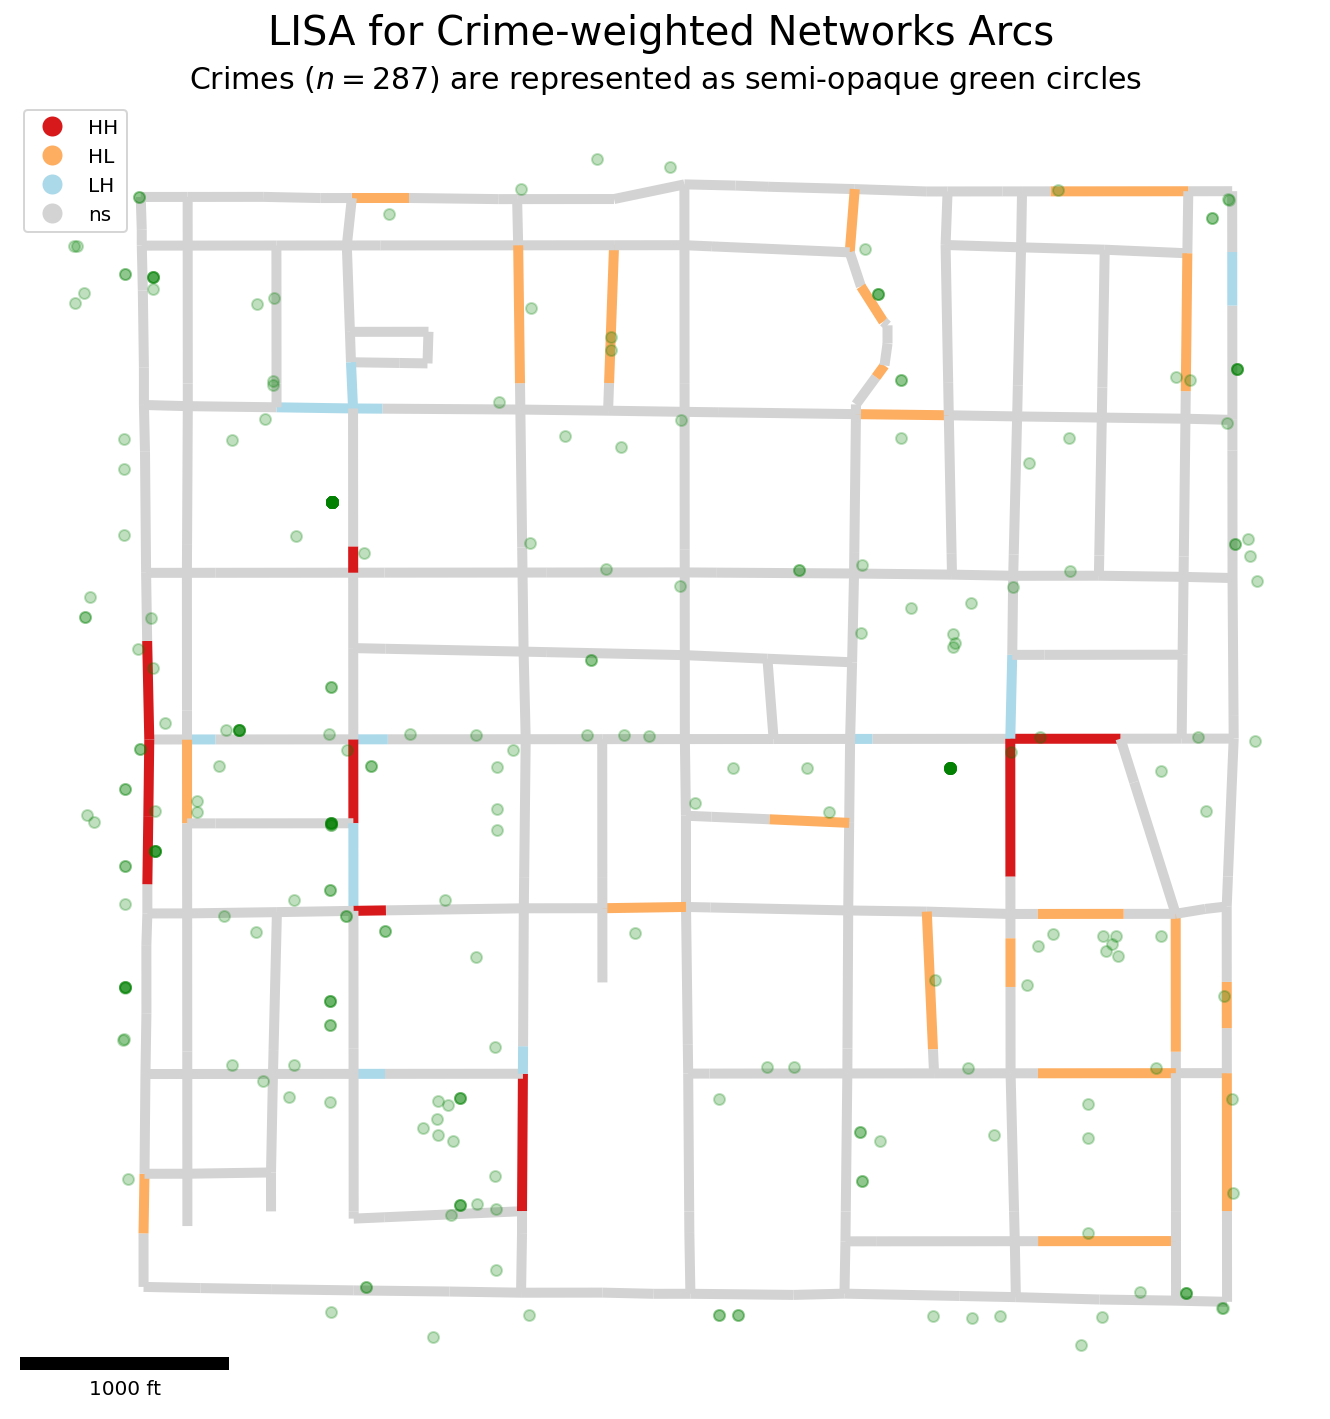 LISA for Crime-weighted Networks Arcs
Crimes (n = 287) are represented as semi-opaque green circles
HH
HL
LH
ns
1000 ft